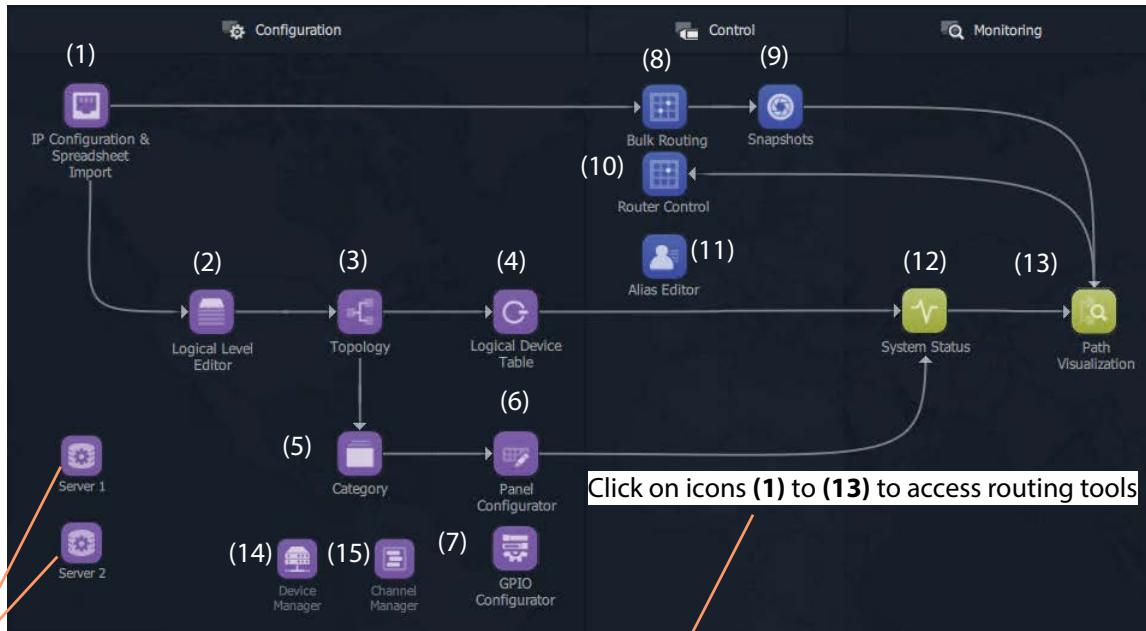 Configuration
Control
Monitoring
(1)
IP Configuration &
Spreadsheet
Import
(8)
Bulk Routing
(9)
Snapshots
(10)
Router Control
(11)
Alias Editor
(2)
Logical Level
Editor
(3)
Topology
(4)
Logical Device
Table
(12)
System Status
(13)
Path
Visualization
(5)
Category
(6)
Panel
Configurator
Server 1
Server 2
(14)
Device
Manager
(15)
Channel
Manager
(7)
GPIO
Configurator
Click on icons (1) to (13) to access routing tools